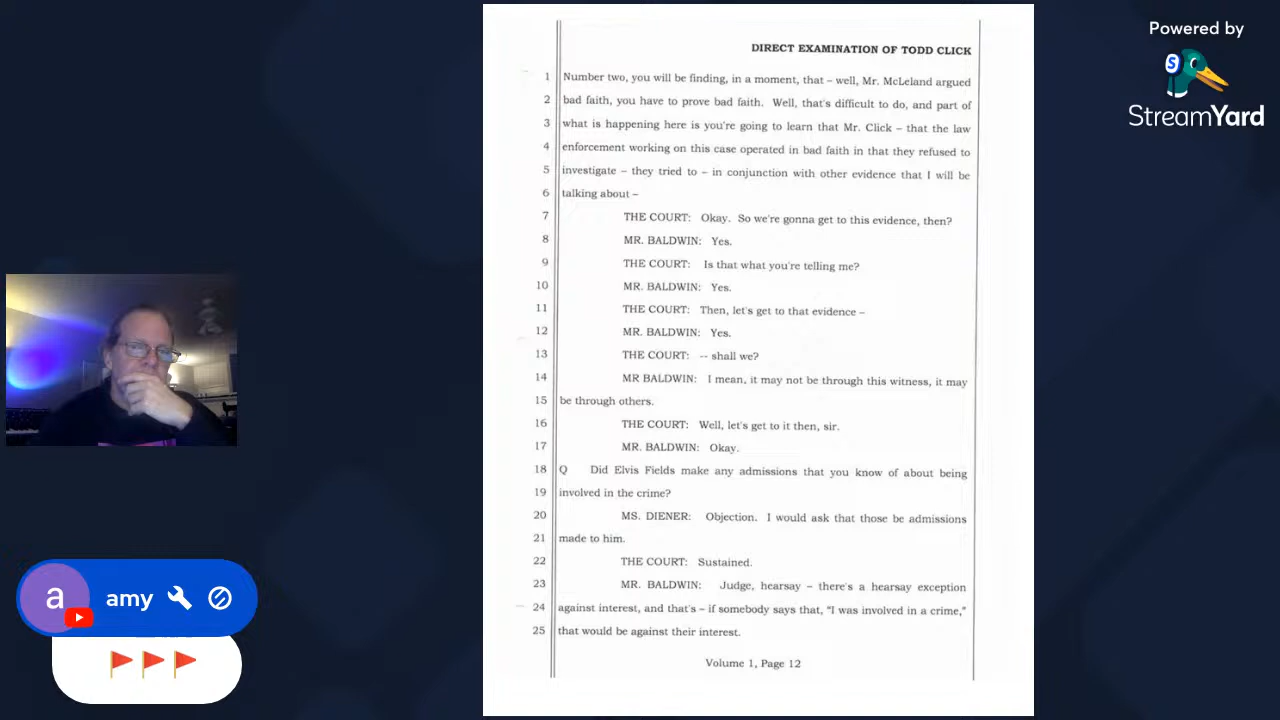 Powered by
S
StreamYard
DIRECT EXAMINATION OF TODD CLICK
1 Number two, you will be finding, in a moment, that – well, Mr. McLeland argued
2 bad faith, you have to prove bad faith. Well, that's difficult to do, and part of
3 what is happening here is you're going to learn that Mr. Click – that the law
4 enforcement working on this case operated in bad faith in that they refused to
5 investigate – they tried to – in conjunction with other evidence that I will be
6 talking about –
7 THE COURT: Okay. So we're gonna get to this evidence, then?
8 MR. BALDWIN: Yes.
9 THE COURT: Is that what you're telling me?
10 MR. BALDWIN: Yes.
11 THE COURT: Then, let's get to that evidence –
12 MR. BALDWIN: Yes.
13 THE COURT: -- shall we?
14 MR BALDWIN: I mean, it may not be through this witness, it may
15 be through others.
16 THE COURT: Well, let's get to it then, sir.
17 MR. BALDWIN: Okay.
18 Q Did Elvis Fields make any admissions that you know of about being
19 involved in the crime?
20 MS. DIENER: Objection. I would ask that those be admissions
21 made to him.
22 THE COURT: Sustained.
23 MR. BALDWIN: Judge, hearsay – there's a hearsay exception
24 against interest, and that's – if somebody says that, "I was involved in a crime,"
25 that would be against their interest.
Volume 1, Page 12
a
amy